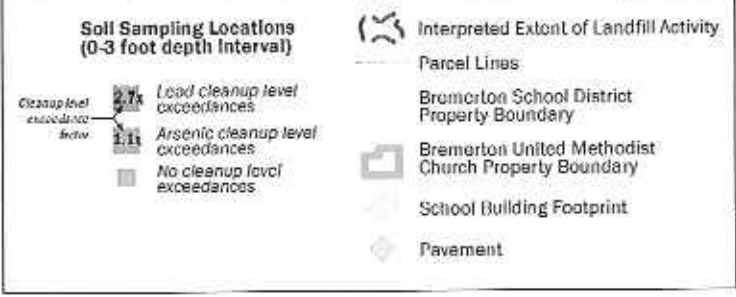 Soil Sampling Locations
(0-3 foot depth interval)
Cleanup level
exceedance
factor
2.7x
Lead cleanup level
exceedances
1.1x
Arsenic cleanup level
exceedances
No cleanup level
exceedances
Interpreted Extent of Landfill Activity
Parcel Lines
Bremerton School District
Property Boundary
Bremerton United Methodist
Church Property Boundary
School Building Footprint
Pavement